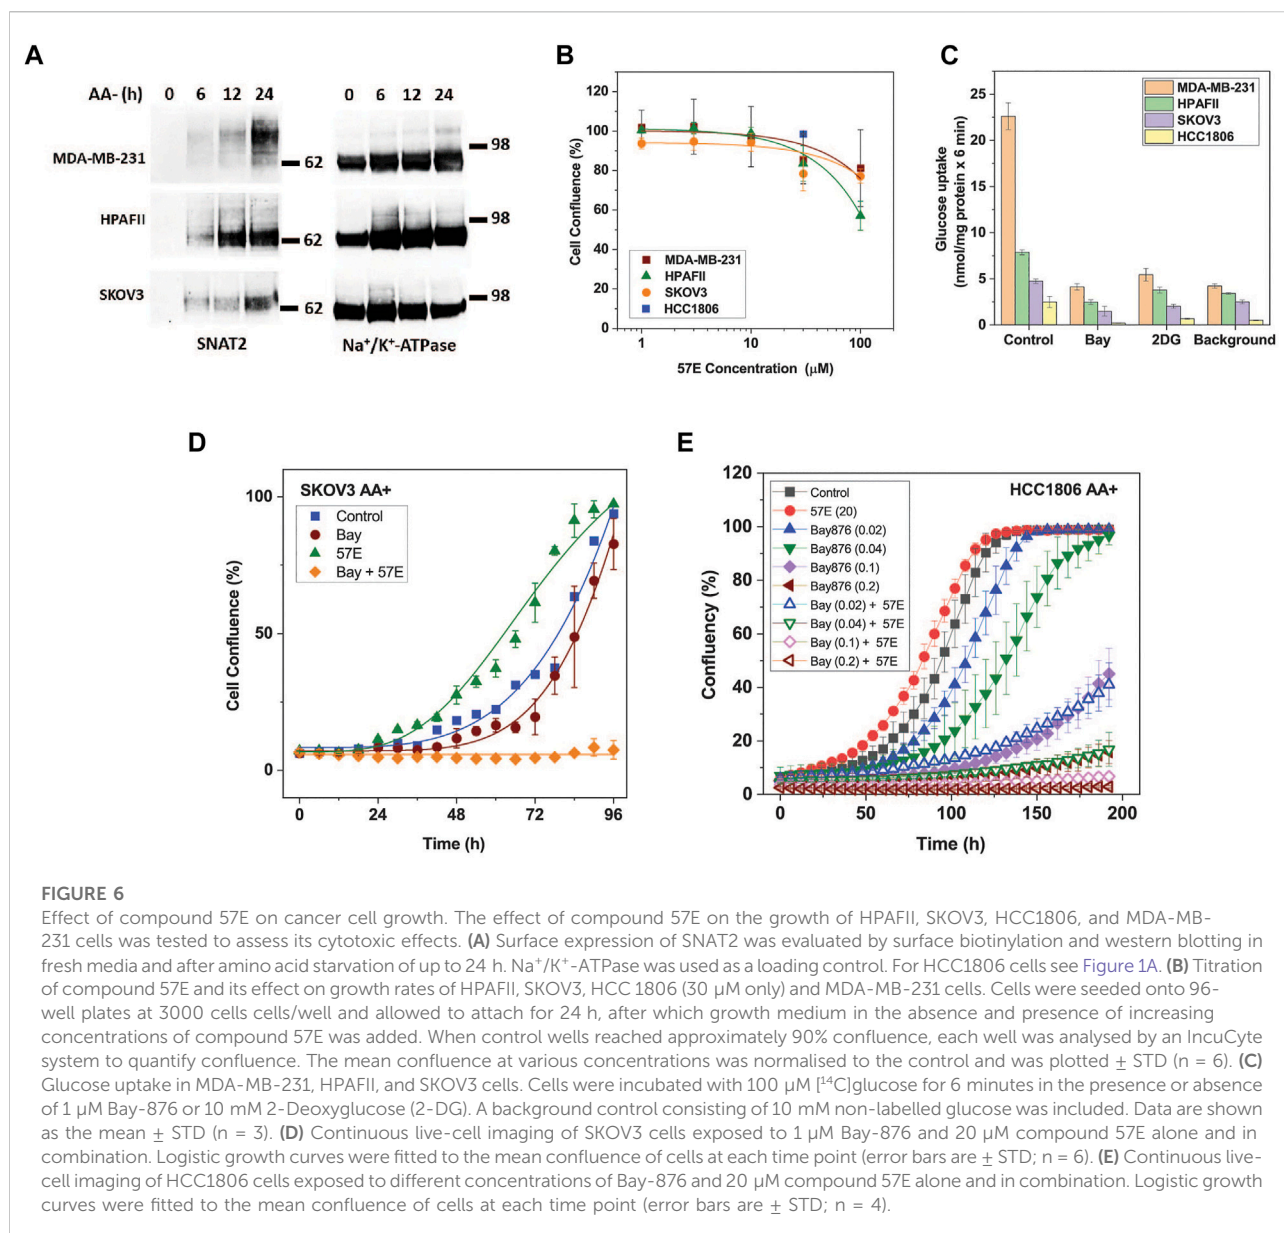 A
AA- (h) 0 6 12 24
0 6 12 24
MDA-MB-231
62
98
HPAFII
62
98
SKOV3
62
98
SNAT2
Na⁺/K⁺-ATPase
B
Cell Confluence (%)
120
100
80
60
40
20
0
MDA-MB-231
HPAFII
SKOV3
HCC1806
1 10 100
57E Concentration (μM)
C
Glucose uptake
(nmol/mg protein x 6 min)
25
20
15
10
5
0
MDA-MB-231
HPAFII
SKOV3
HCC1806
Control Bay 2DG Background
D
Cell Confluence (%)
100
50
0
SKOV3 AA+
Control
Bay
57E
Bay + 57E
0 24 48 72 96
Time (h)
E
Confluency (%)
120
100
80
60
40
20
0
HCC1806 AA+
Control
57E (20)
Bay876 (0.02)
Bay876 (0.04)
Bay876 (0.1)
Bay876 (0.2)
Bay (0.02) + 57E
Bay (0.04) + 57E
Bay (0.1) + 57E
Bay (0.2) + 57E
0 50 100 150 200
Time (h)
FIGURE 6
Effect of compound 57E on cancer cell growth. The effect of compound 57E on the growth of HPAFII, SKOV3, HCC1806, and MDA-MB-
231 cells was tested to assess its cytotoxic effects. (A) Surface expression of SNAT2 was evaluated by surface biotinylation and western blotting in
fresh media and after amino acid starvation of up to 24 h. Na⁺/K⁺-ATPase was used as a loading control. For HCC1806 cells see Figure 1A. (B) Titration
of compound 57E and its effect on growth rates of HPAFII, SKOV3, HCC 1806 (30 μM only) and MDA-MB-231 cells. Cells were seeded onto 96-
well plates at 3000 cells cells/well and allowed to attach for 24 h, after which growth medium in the absence and presence of increasing
concentrations of compound 57E was added. When control wells reached approximately 90% confluence, each well was analysed by an IncuCyte
system to quantify confluence. The mean confluence at various concentrations was normalised to the control and was plotted ± STD (n = 6). (C)
Glucose uptake in MDA-MB-231, HPAFII, and SKOV3 cells. Cells were incubated with 100 μM [¹⁴C]glucose for 6 minutes in the presence or absence
of 1 μM Bay-876 or 10 mM 2-Deoxyglucose (2-DG). A background control consisting of 10 mM non-labelled glucose was included. Data are shown
as the mean ± STD (n = 3). (D) Continuous live-cell imaging of SKOV3 cells exposed to 1 μM Bay-876 and 20 μM compound 57E alone and in
combination. Logistic growth curves were fitted to the mean confluence of cells at each time point (error bars are ± STD; n = 6). (E) Continuous live-
cell imaging of HCC1806 cells exposed to different concentrations of Bay-876 and 20 μM compound 57E alone and in combination. Logistic growth
curves were fitted to the mean confluence of cells at each time point (error bars are ± STD; n = 4).